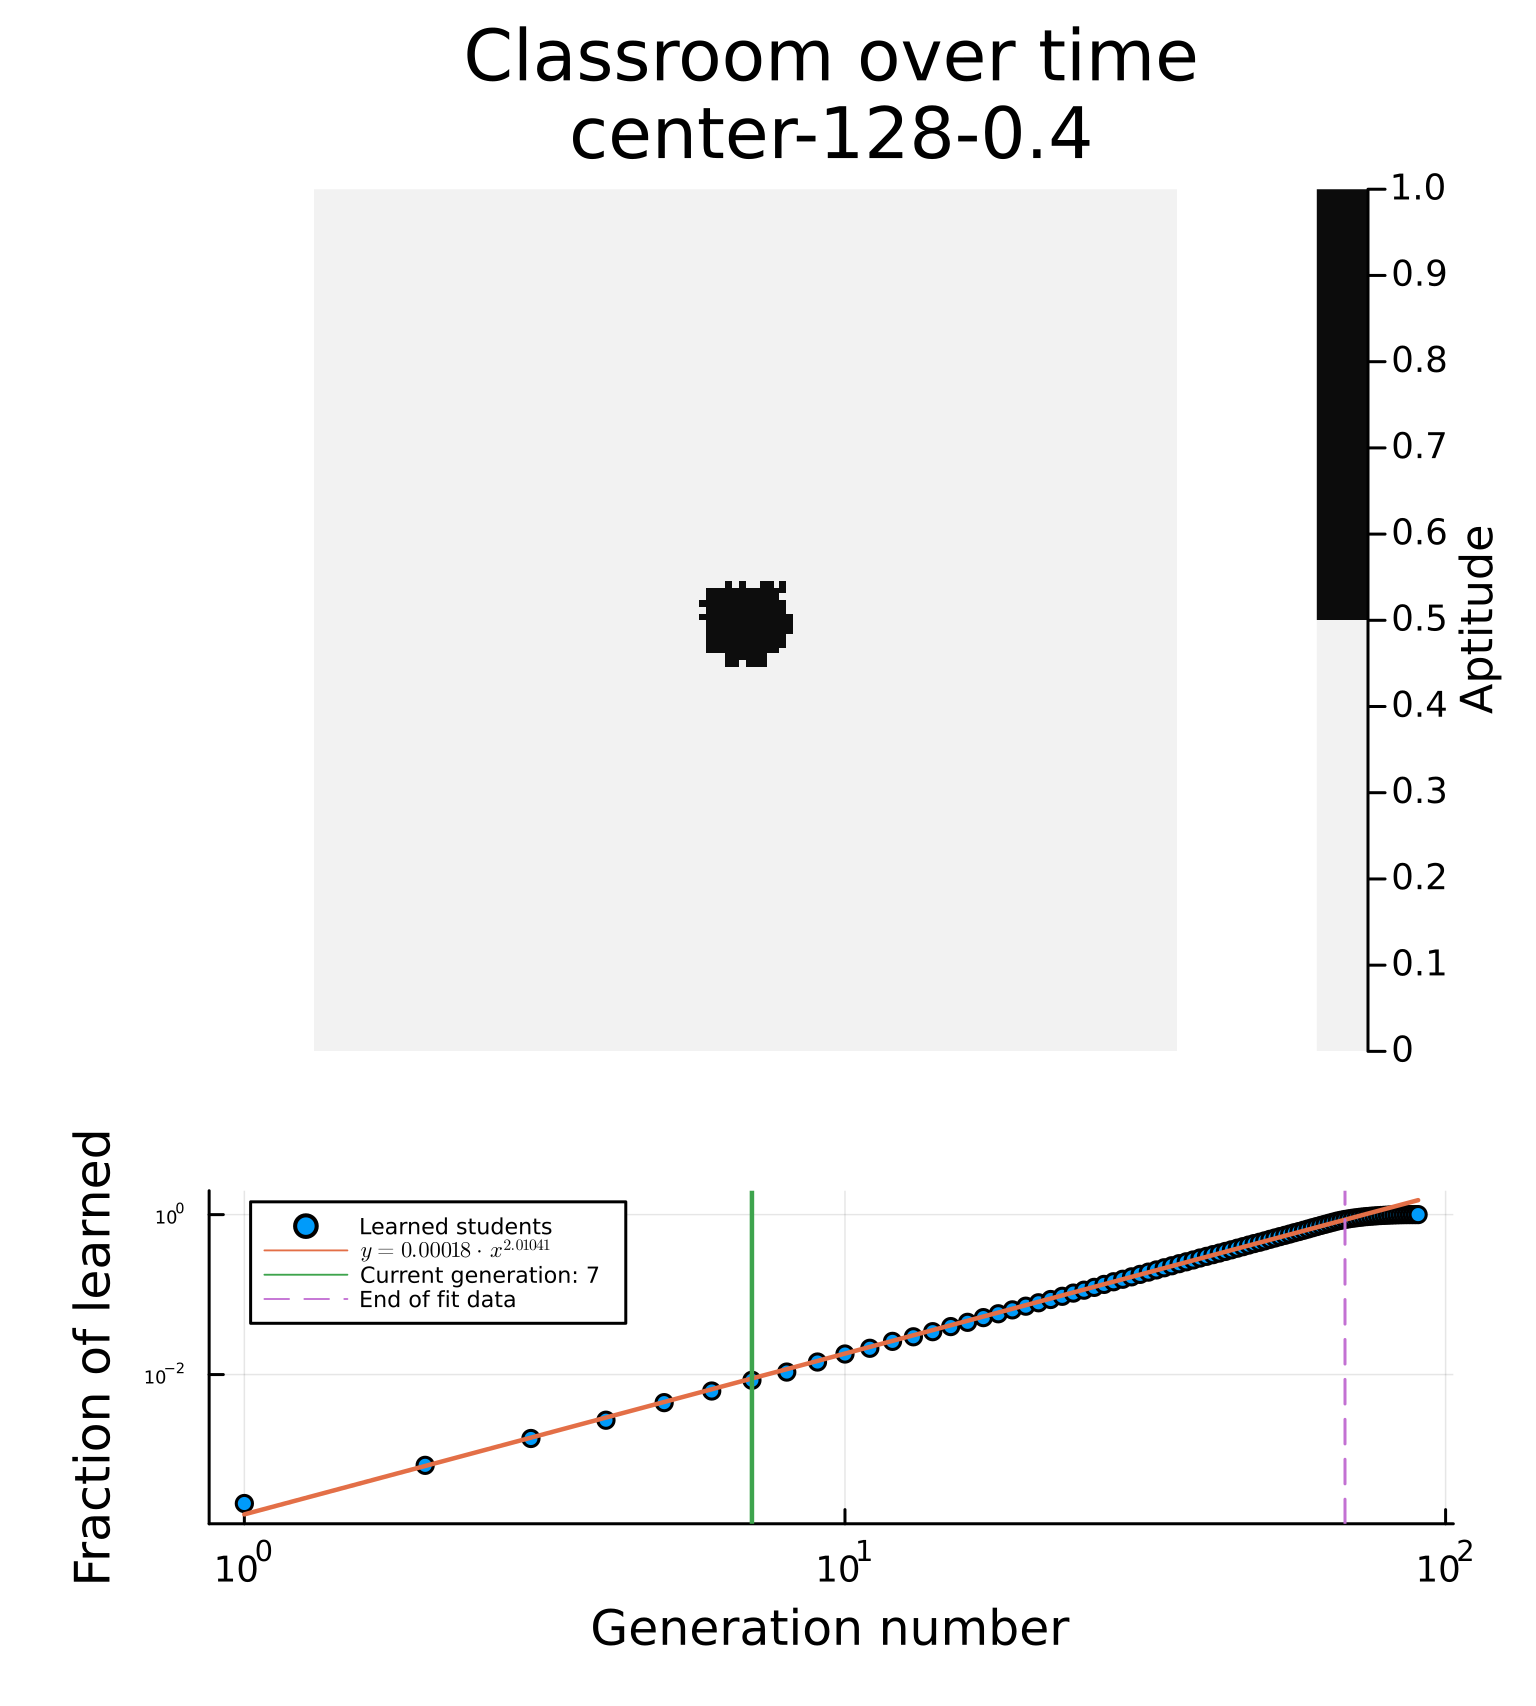 Classroom over time
center-128-0.4
1.0
0.9
0.8
0.7
0.6
0.5
0.4
0.3
0.2
0.1
0
Aptitude
Fraction of learned
10^0
10^-2
Learned students
y = 0.00018 · x^2.01041
Current generation: 7
End of fit data
10^0
10^1
10^2
Generation number